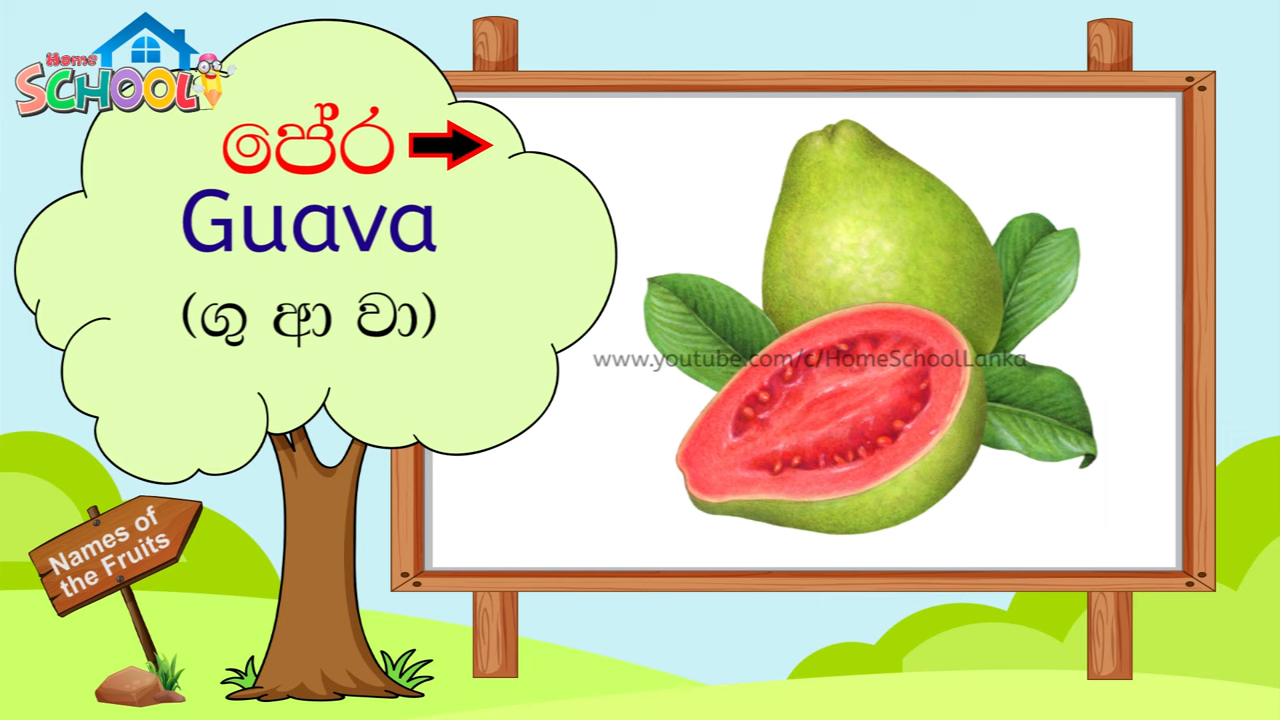 Home
SCHOOL
පේර
Guava
(ගු ආ වා)
www.youtube.com/c/HomeSchoolLanka
Names of
the Fruits